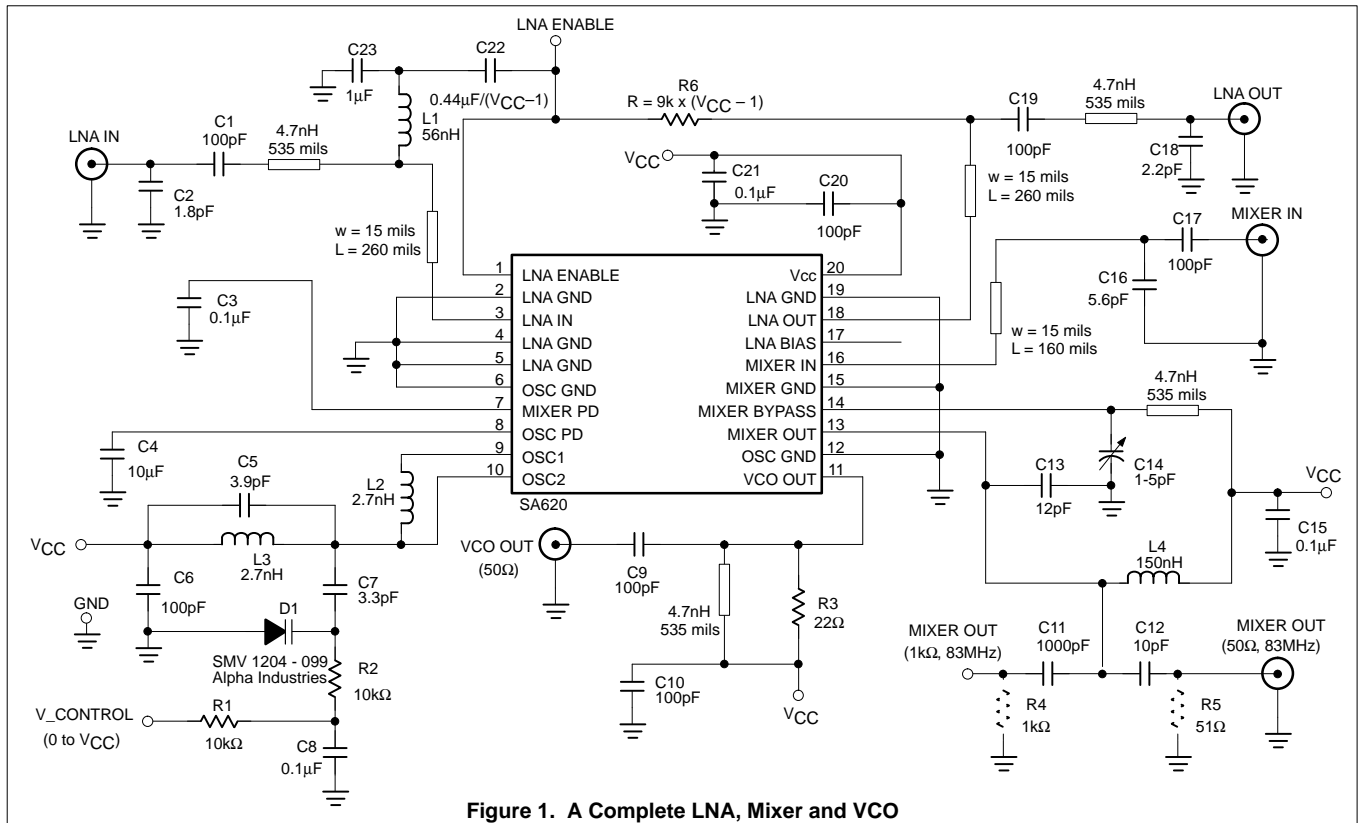 LNA ENABLE
C23
1µF
C22
0.44µF/(VCC–1)
L1
56nH
R6
R = 9k x (VCC – 1)
LNA IN
C1
100pF
4.7nH
535 mils
C2
1.8pF
C19
100pF
4.7nH
535 mils
LNA OUT
C18
2.2pF
VCC
C21
0.1µF
C20
100pF
w = 15 mils
L = 260 mils
w = 15 mils
L = 260 mils
C17
100pF
MIXER IN
C16
5.6pF
w = 15 mils
L = 160 mils
C3
0.1µF
1 LNA ENABLE
2 LNA GND
3 LNA IN
4 LNA GND
5 LNA GND
6 OSC GND
7 MIXER PD
8 OSC PD
9 OSC1
10 OSC2
Vcc 20
LNA GND 19
LNA OUT 18
LNA BIAS 17
MIXER IN 16
MIXER GND 15
MIXER BYPASS 14
MIXER OUT 13
OSC GND 12
VCO OUT 11
SA620
4.7nH
535 mils
C4
10µF
C5
3.9pF
L2
2.7nH
C13
12pF
C14
1-5pF
VCC
C15
0.1µF
L4
150nH
VCC
L3
2.7nH
C6
100pF
C7
3.3pF
GND
D1
SMV 1204 - 099
Alpha Industries
R2
10kΩ
V_CONTROL
(0 to VCC)
R1
10kΩ
C8
0.1µF
VCO OUT
(50Ω)
C9
100pF
4.7nH
535 mils
R3
22Ω
C10
100pF
VCC
MIXER OUT
(1kΩ, 83MHz)
C11
1000pF
C12
10pF
MIXER OUT
(50Ω, 83MHz)
R4
1kΩ
R5
51Ω
Figure 1. A Complete LNA, Mixer and VCO